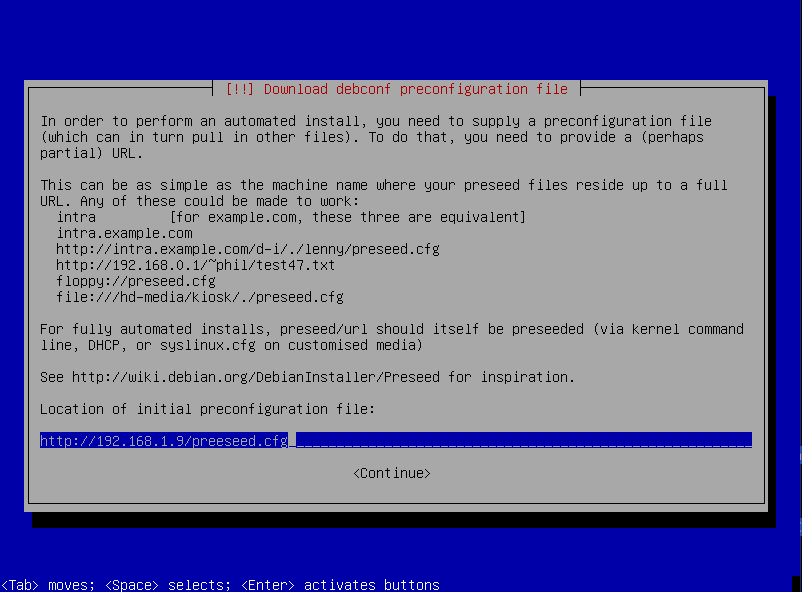 [!!] Download debconf preconfiguration file
In order to perform an automated install, you need to supply a preconfiguration file
(which can in turn pull in other files). To do that, you need to provide a (perhaps
partial) URL.
This can be as simple as the machine name where your preseed files reside up to a full
URL. Any of these could be made to work:
intra [for example.com, these three are equivalent]
intra.example.com
http://intra.example.com/d-i/./lenny/preseed.cfg
http://192.168.0.1/~phil/test47.txt
floppy://preseed.cfg
file:///hd-media/kiosk/./preseed.cfg
For fully automated installs, preseed/url should itself be preseeded (via kernel command
line, DHCP, or syslinux.cfg on customised media)
See http://wiki.debian.org/DebianInstaller/Preseed for inspiration.
Location of initial preconfiguration file:
http://192.168.1.9/preeseed.cfg
<Continue>
<Tab> moves; <Space> selects; <Enter> activates buttons